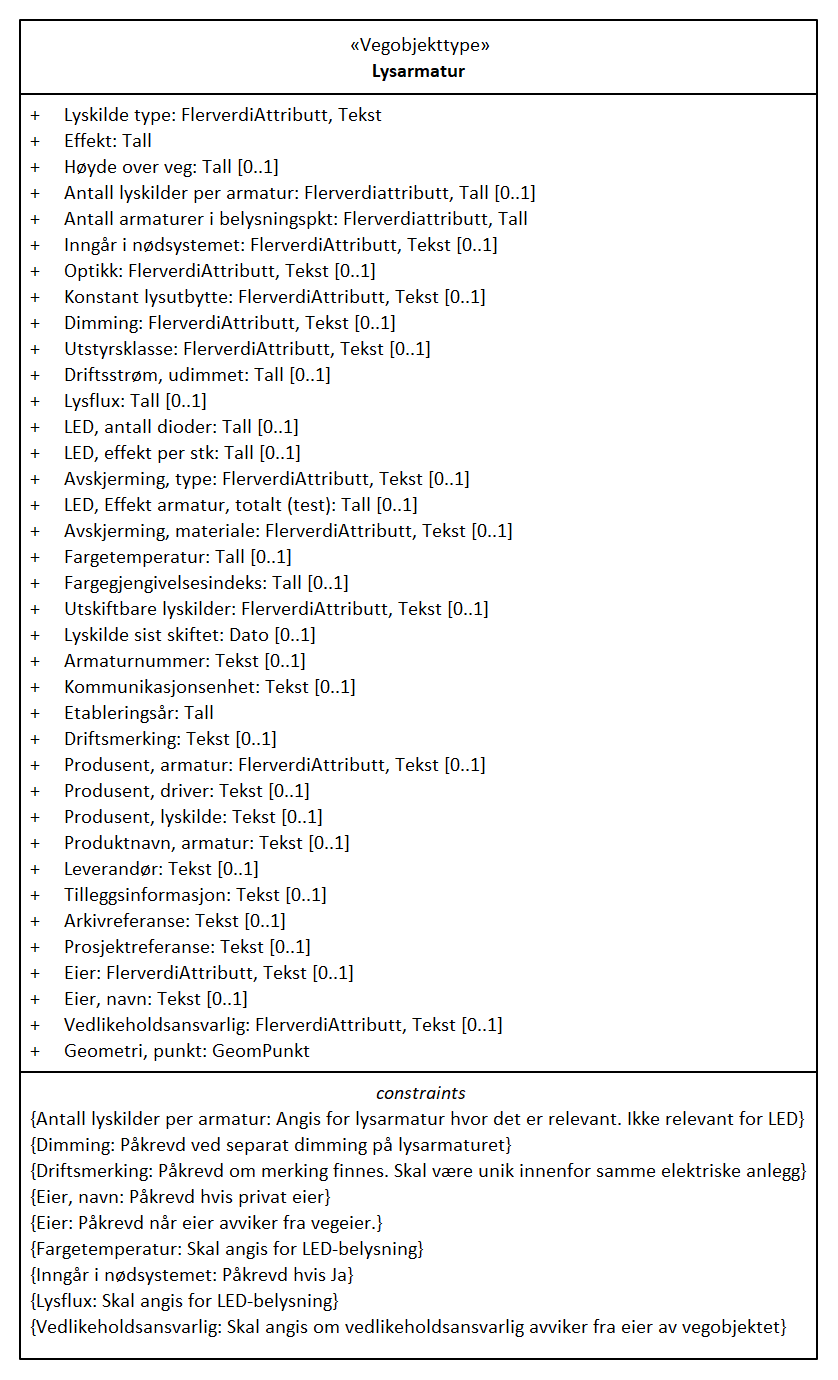 «Vegobjekttype»
Lysarmatur
+ Lyskilde type: FlerverdiAttributt, Tekst
+ Effekt: Tall
+ Høyde over veg: Tall [0..1]
+ Antall lyskilder per armatur: Flerverdiattributt, Tall [0..1]
+ Antall armaturer i belysningspkt: Flerverdiattributt, Tall
+ Inngår i nødsystemet: FlerverdiAttributt, Tekst [0..1]
+ Optikk: FlerverdiAttributt, Tekst [0..1]
+ Konstant lysutbytte: FlerverdiAttributt, Tekst [0..1]
+ Dimming: FlerverdiAttributt, Tekst [0..1]
+ Utstyrsklasse: FlerverdiAttributt, Tekst [0..1]
+ Driftsstrøm, udimmet: Tall [0..1]
+ Lysflux: Tall [0..1]
+ LED, antall dioder: Tall [0..1]
+ LED, effekt per stk: Tall [0..1]
+ Avskjerming, type: FlerverdiAttributt, Tekst [0..1]
+ LED, Effekt armatur, totalt (test): Tall [0..1]
+ Avskjerming, materiale: FlerverdiAttributt, Tekst [0..1]
+ Fargetemperatur: Tall [0..1]
+ Fargegjengivelsesindeks: Tall [0..1]
+ Utskiftbare lyskilder: FlerverdiAttributt, Tekst [0..1]
+ Lyskilde sist skiftet: Dato [0..1]
+ Armaturnummer: Tekst [0..1]
+ Kommunikasjonsenhet: Tekst [0..1]
+ Etableringsår: Tall
+ Driftsmerking: Tekst [0..1]
+ Produsent, armatur: FlerverdiAttributt, Tekst [0..1]
+ Produsent, driver: Tekst [0..1]
+ Produsent, lyskilde: Tekst [0..1]
+ Produktnavn, armatur: Tekst [0..1]
+ Leverandør: Tekst [0..1]
+ Tilleggsinformasjon: Tekst [0..1]
+ Arkivreferanse: Tekst [0..1]
+ Prosjektreferanse: Tekst [0..1]
+ Eier: FlerverdiAttributt, Tekst [0..1]
+ Eier, navn: Tekst [0..1]
+ Vedlikeholdsansvarlig: FlerverdiAttributt, Tekst [0..1]
+ Geometri, punkt: GeomPunkt
constraints
{Antall lyskilder per armatur: Angis for lysarmatur hvor det er relevant. Ikke relevant for LED}
{Dimming: Påkrevd ved separat dimming på lysarmaturet}
{Driftsmerking: Påkrevd om merking finnes. Skal være unik innenfor samme elektriske anlegg}
{Eier, navn: Påkrevd hvis privat eier}
{Eier: Påkrevd når eier avviker fra vegeier.}
{Fargetemperatur: Skal angis for LED-belysning}
{Inngår i nødsystemet: Påkrevd hvis Ja}
{Lysflux: Skal angis for LED-belysning}
{Vedlikeholdsansvarlig: Skal angis om vedlikeholdsansvarlig avviker fra eier av vegobjektet}